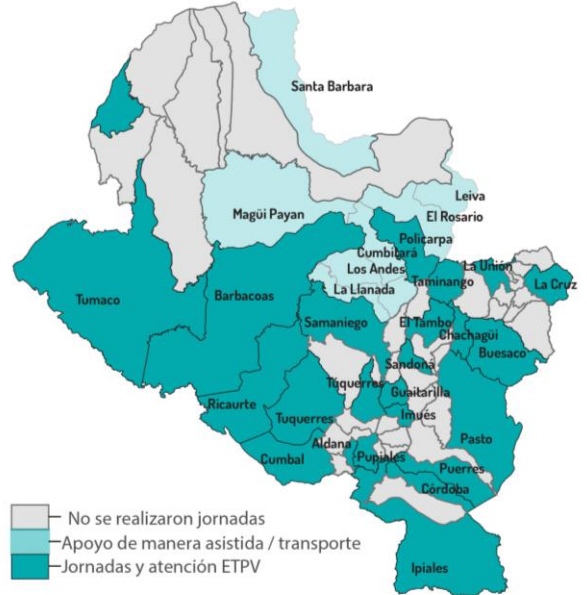 Santa Barbara
Leiva
Magüi Payan
El Rosario
Policarpa
Cumbitará
Los Andes
La Unión
La Cruz
Taminango
La Llanada
Tumaco
Barbacoas
Samaniego
El Tambo
Chachagüi
Buesaco
Sandoná
Túquerres
Guaitarilla
Ricaurte
Imués
Tuquerres
Pasto
Aldana
Cumbal
Pupiales
Puerres
Córdoba
Ipiales
No se realizaron jornadas
Apoyo de manera asistida / transporte
Jornadas y atención ETPV